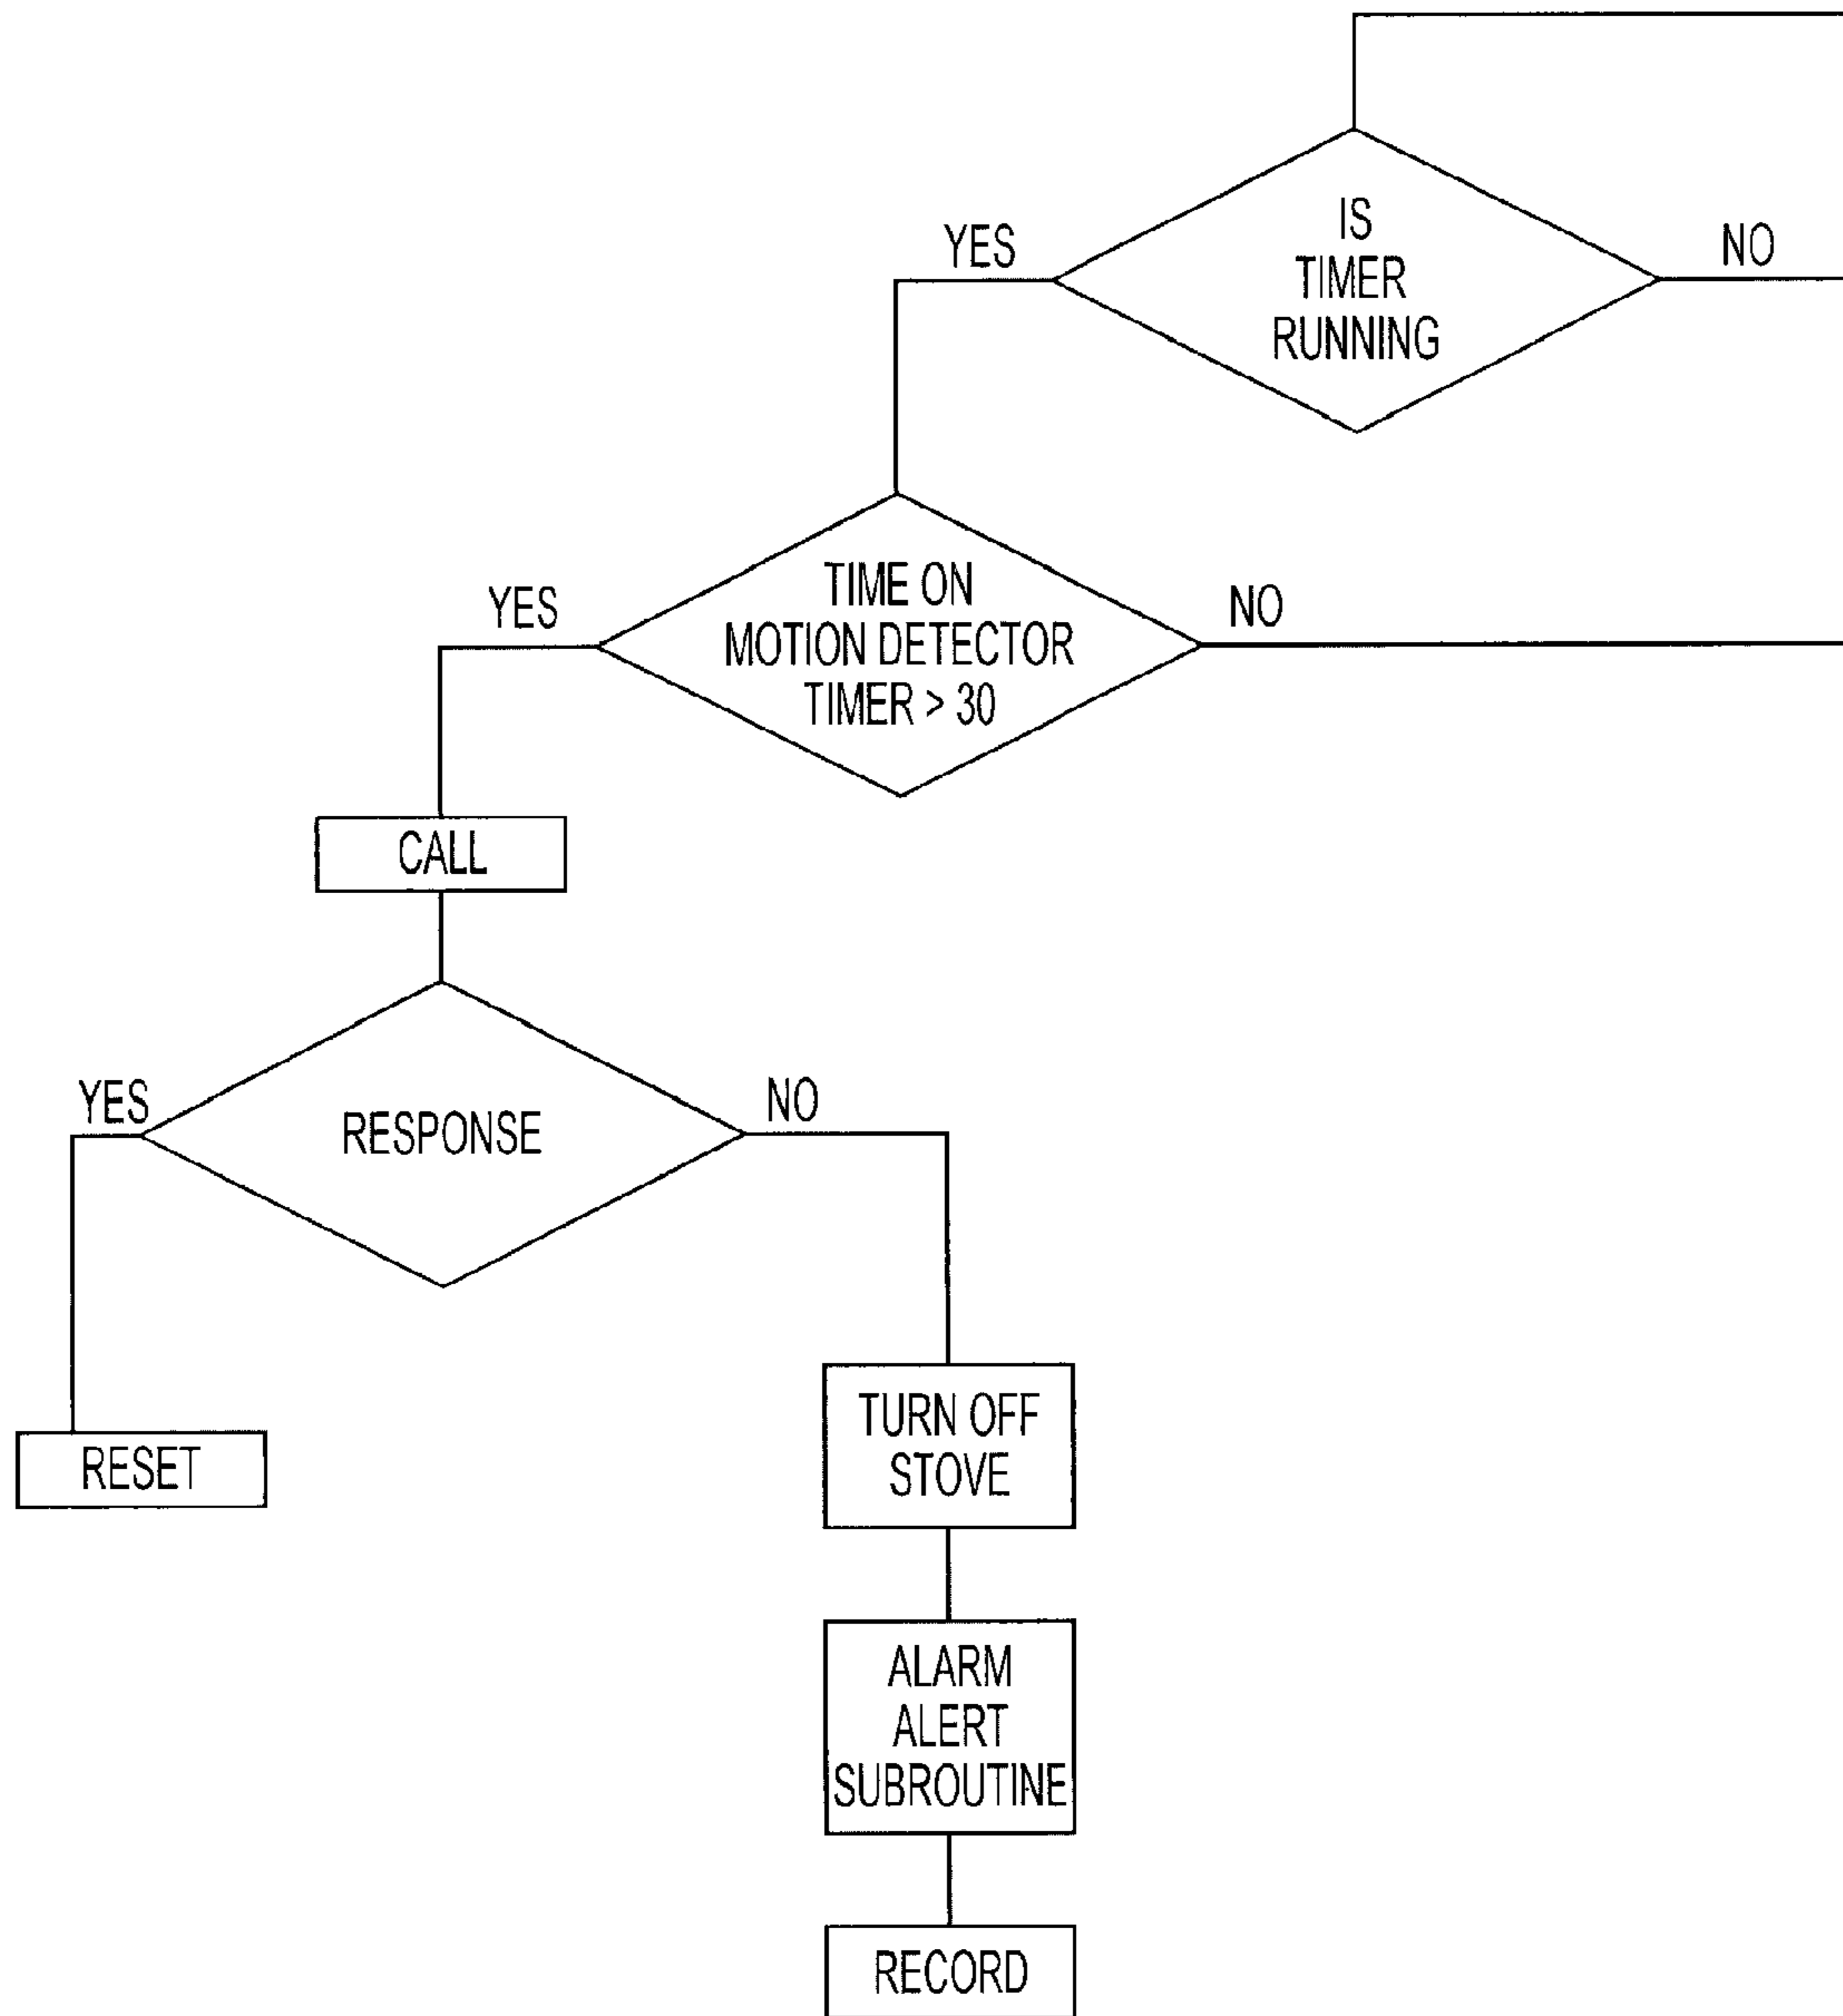 IS
TIMER
RUNNING
YES
NO
TIME ON
MOTION DETECTOR
TIMER > 30
YES
NO
CALL
RESPONSE
YES
NO
RESET
TURN OFF
STOVE
ALARM
ALERT
SUBROUTINE
RECORD